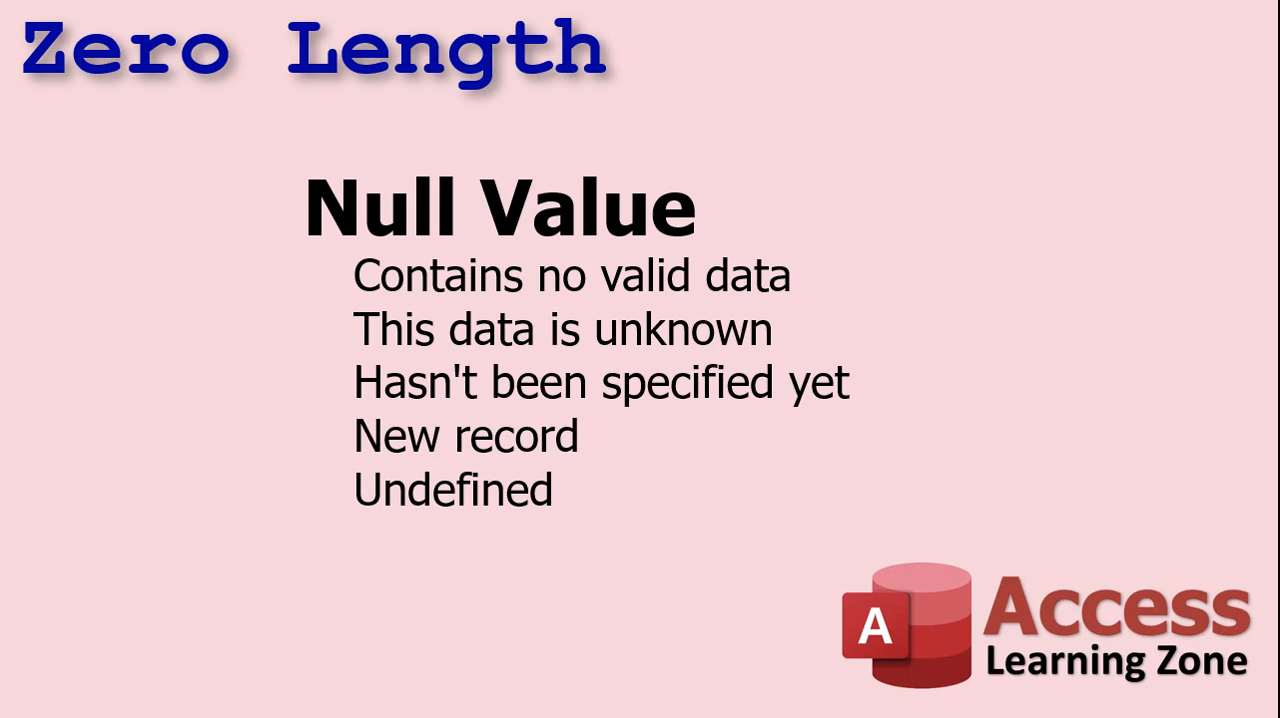 Zero Length
Null Value
Contains no valid data
This data is unknown
Hasn't been specified yet
New record
Undefined
A
Access
Learning Zone